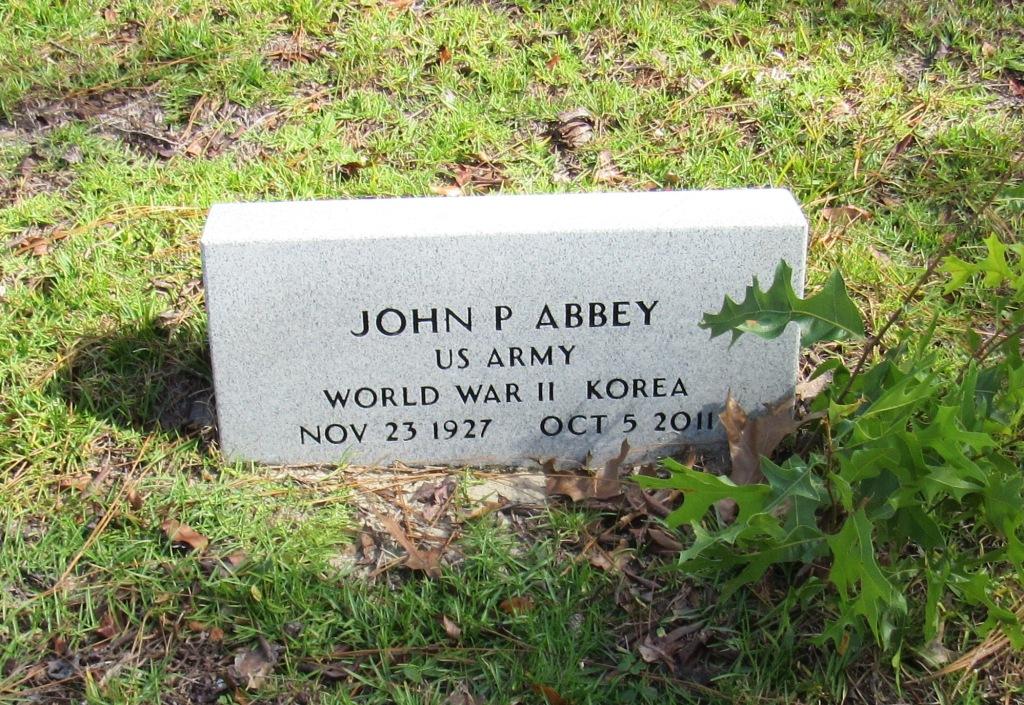 JOHN P ABBEY
US ARMY
WORLD WAR II KOREA
NOV 23 1927 OCT 5 2011